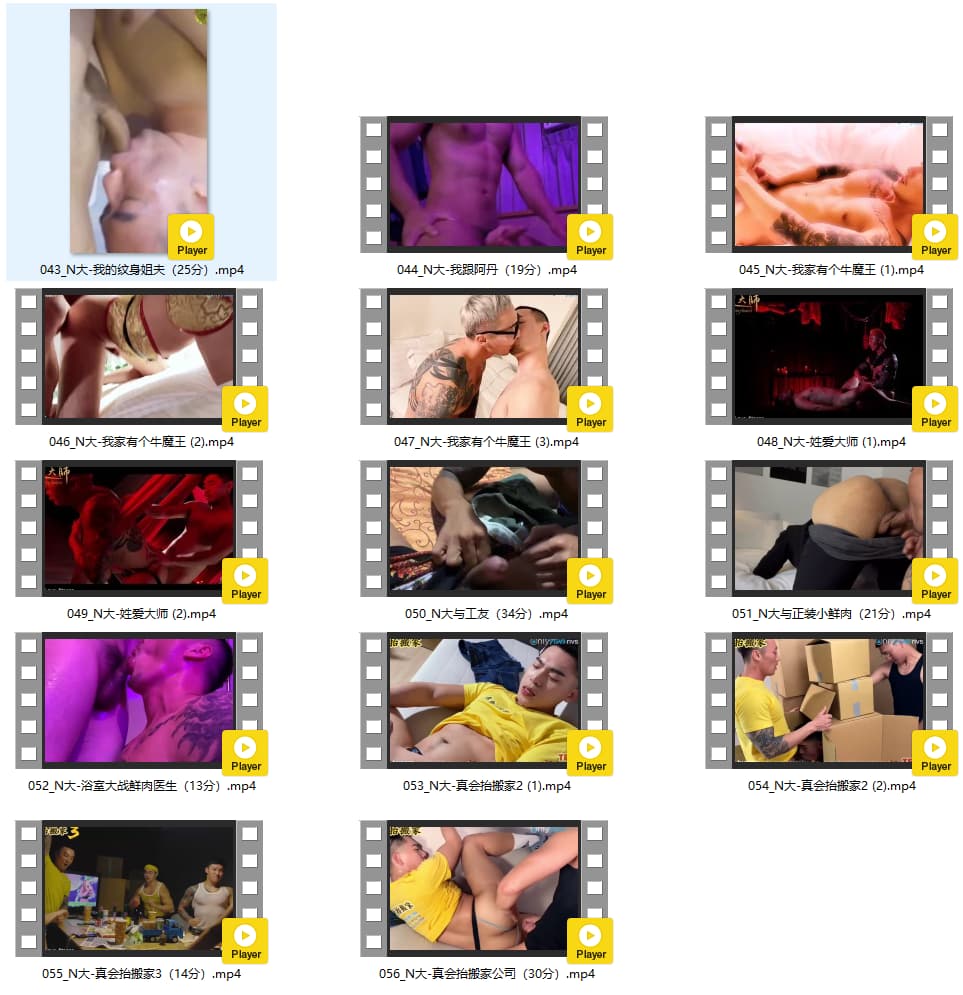 Player
043_N大-我的纹身姐夫（25分）.mp4
Player
044_N大-我跟阿丹（19分）.mp4
Player
045_N大-我家有个牛魔王 (1).mp4
Player
046_N大-我家有个牛魔王 (2).mp4
Player
047_N大-我家有个牛魔王 (3).mp4
大师
Player
048_N大-姓爱大师 (1).mp4
大师
Player
049_N大-姓爱大师 (2).mp4
Player
050_N大与工友（34分）.mp4
Player
051_N大与正装小鲜肉（21分）.mp4
Player
052_N大-浴室大战鲜肉医生（13分）.mp4
抬搬家
Player
053_N大-真会抬搬家2 (1).mp4
抬搬家
Player
054_N大-真会抬搬家2 (2).mp4
抬搬家3
Player
055_N大-真会抬搬家3（14分）.mp4
抬搬家
Player
056_N大-真会抬搬家公司（30分）.mp4